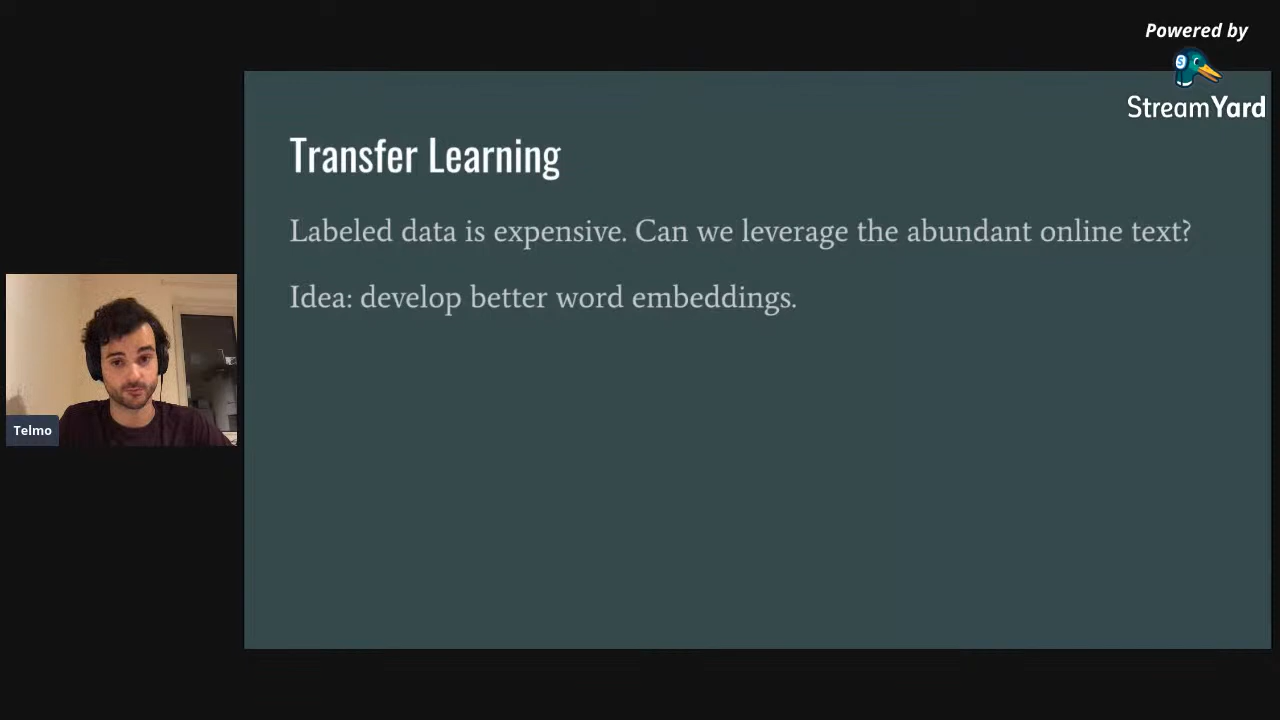 Powered by
StreamYard
Transfer Learning
Labeled data is expensive. Can we leverage the abundant online text?
Idea: develop better word embeddings.
Telmo